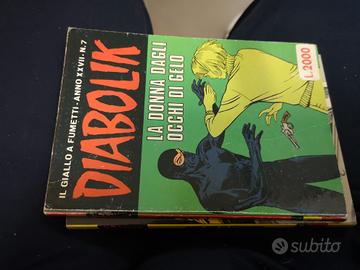 IL GIALLO A FUMETTI - ANNO XXVII - N. 7
DIABOLIK
LA DONNA DAGLI
OCCHI DI GELO
L. 2000
subito